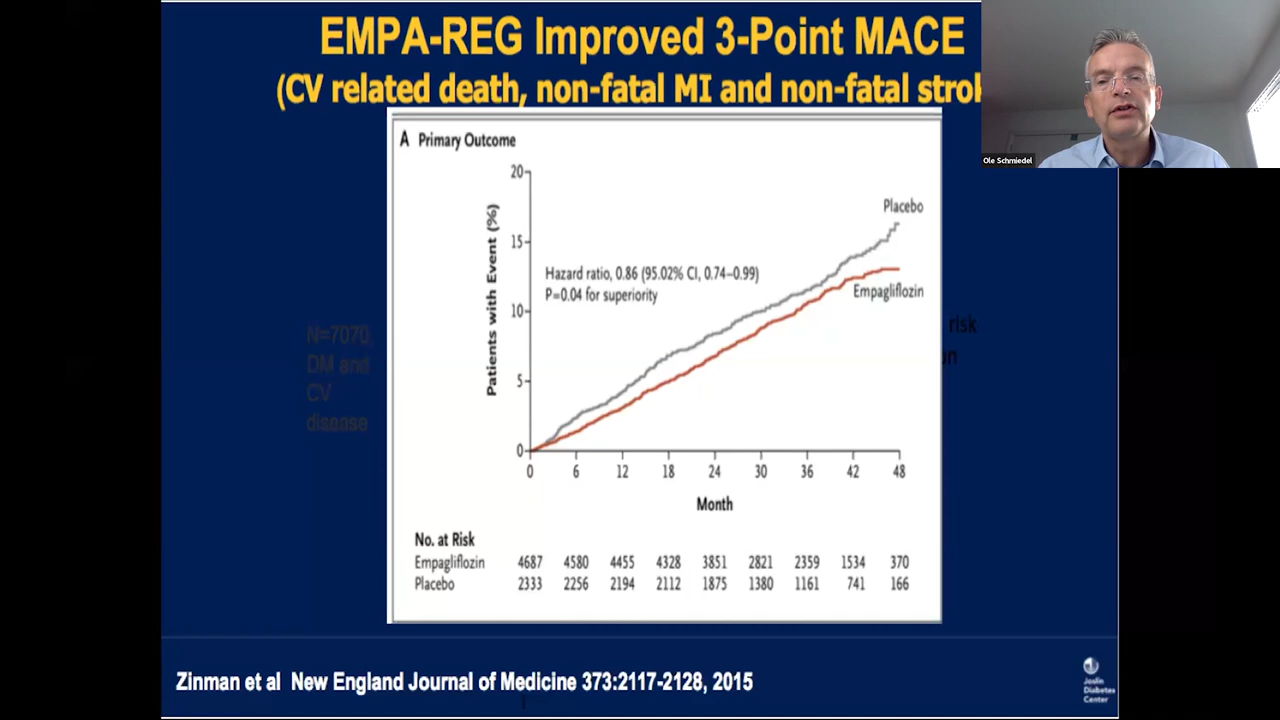 EMPA-REG Improved 3-Point MACE
(CV related death, non-fatal MI and non-fatal strok
Ole Schmiedel
A Primary Outcome
20
15
10
5
0
Patients with Event (%)
Placebo
Hazard ratio, 0.86 (95.02% CI, 0.74–0.99)
P=0.04 for superiority
Empagliflozin
0 6 12 18 24 30 36 42 48
Month
N=7070,
DM and
CV
disease
risk
on
No. at Risk
Empagliflozin 4687 4580 4455 4328 3851 2821 2359 1534 370
Placebo 2333 2256 2194 2112 1875 1380 1161 741 166
Zinman et al New England Journal of Medicine 373:2117-2128, 2015
Joslin
Diabetes
Center